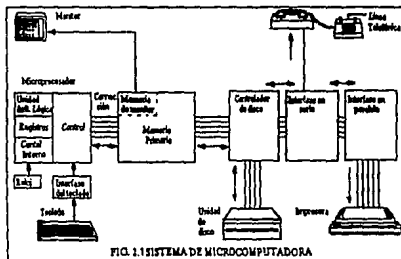 Monitor
Línea
Telefónica
Microprocesador
Unidad
Arit. Lógica
Registros
Control
Interno
Control
Reloj
Interfase
del teclado
Teclado
Conexión
Memoria
de monitor
Memoria
Primaria
Controlador
de disco
Interfase en
serie
Interfase en
paralelo
Unidad de
disco
Impresora
FIG. 2.1 SISTEMA DE MICROCOMPUTADORA